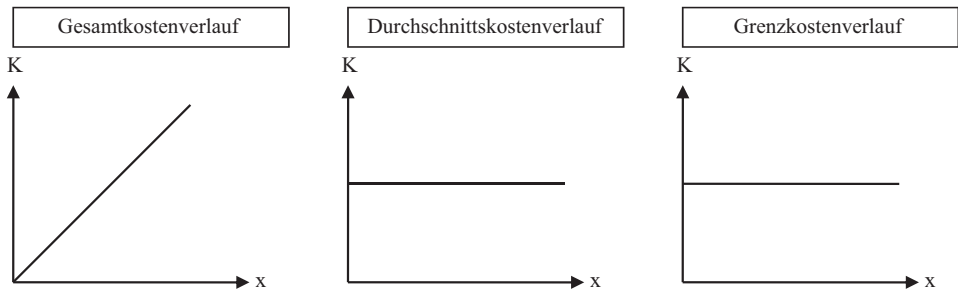 Gesamtkostenverlauf
Durchschnittskostenverlauf
Grenzkostenverlauf
K
K
K
x
x
x